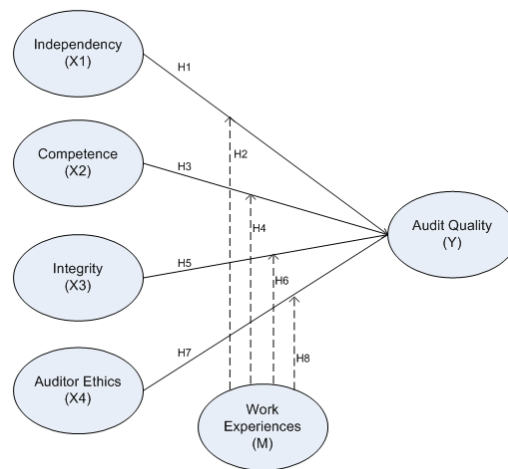 Independency
(X1)
H1
H2
Competence
(X2)
H3
H4
Audit Quality
(Y)
Integrity
(X3)
H5
H6
H7
H8
Auditor Ethics
(X4)
Work
Experiences
(M)